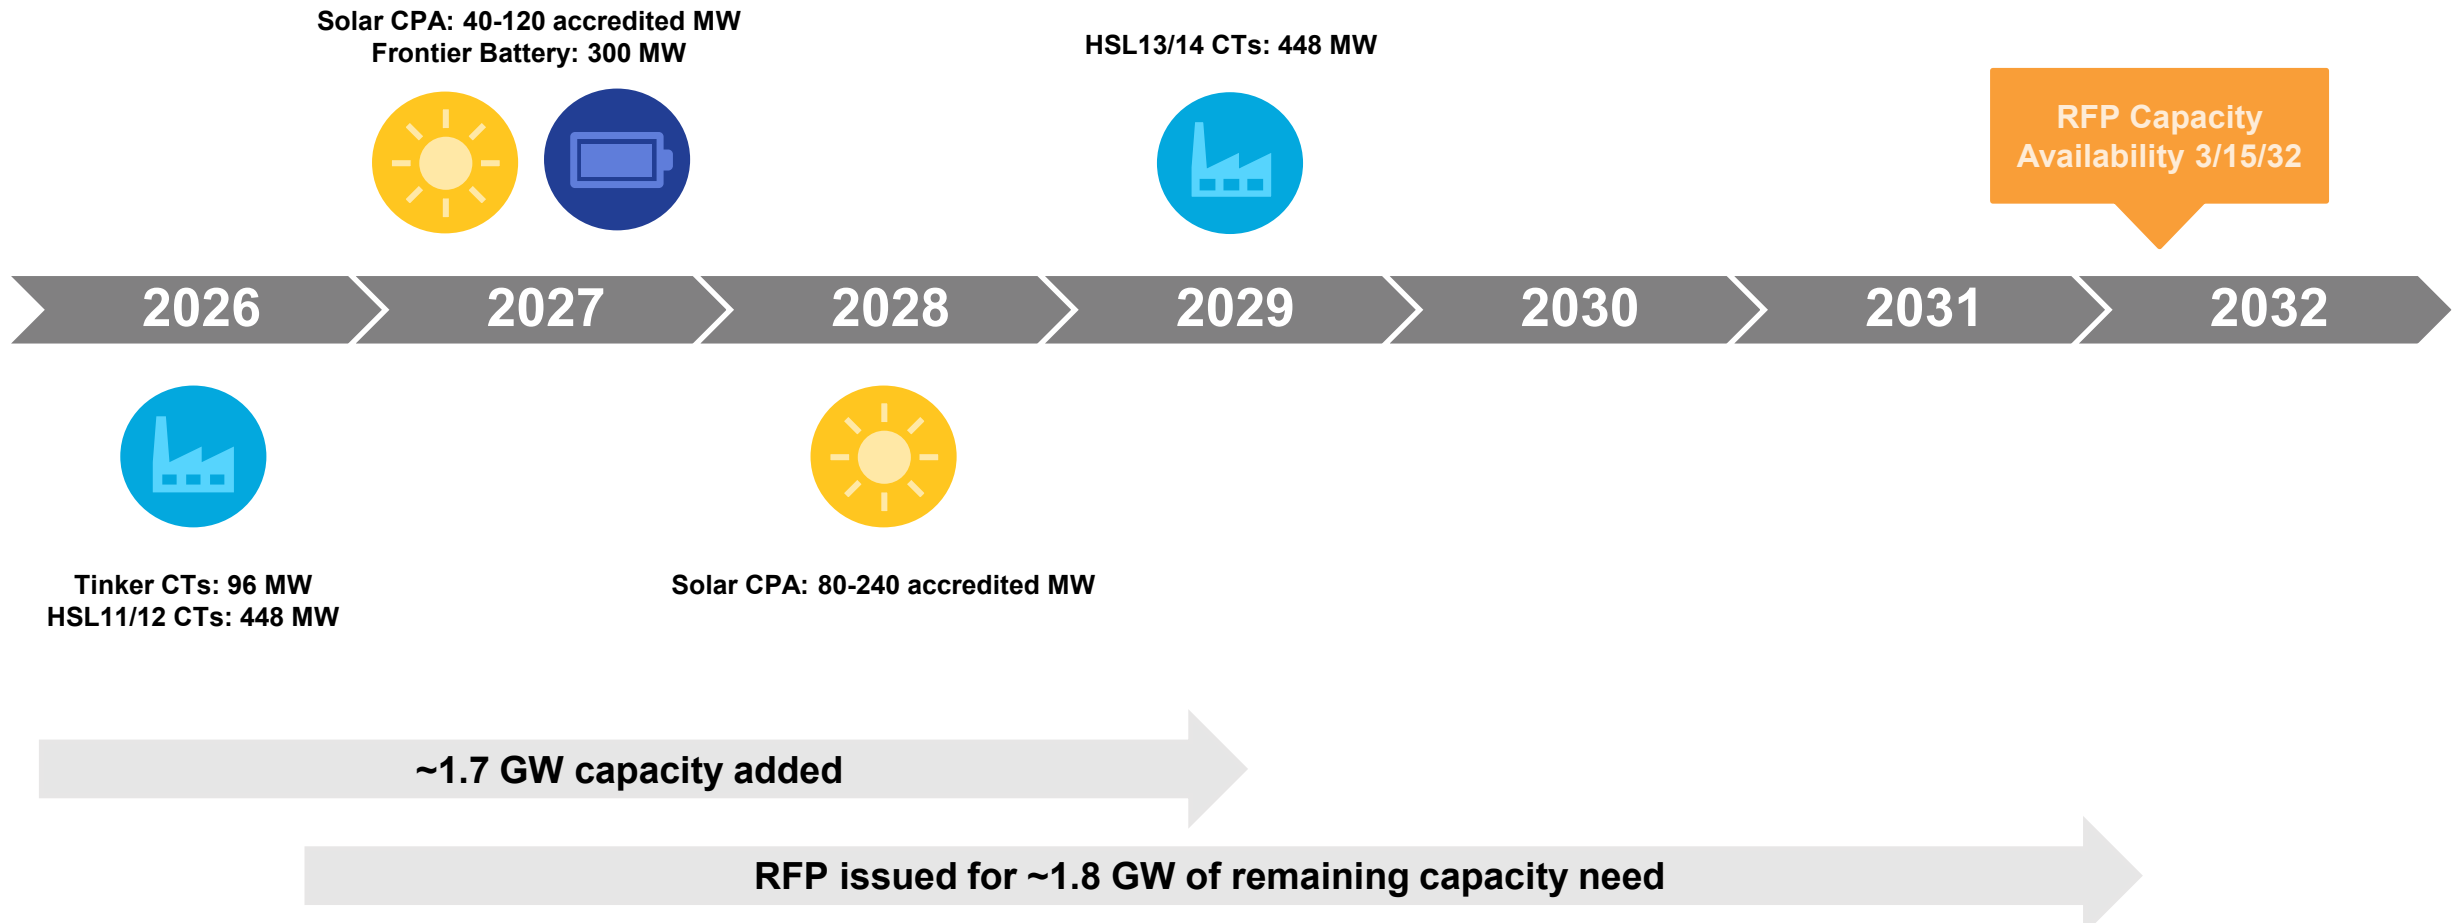 Solar CPA: 40-120 accredited MW
Frontier Battery: 300 MW
HSL13/14 CTs: 448 MW
RFP Capacity
Availability 3/15/32
2026
2027
2028
2029
2030
2031
2032
Tinker CTs: 96 MW
HSL11/12 CTs: 448 MW
Solar CPA: 80-240 accredited MW
~1.7 GW capacity added
RFP issued for ~1.8 GW of remaining capacity need